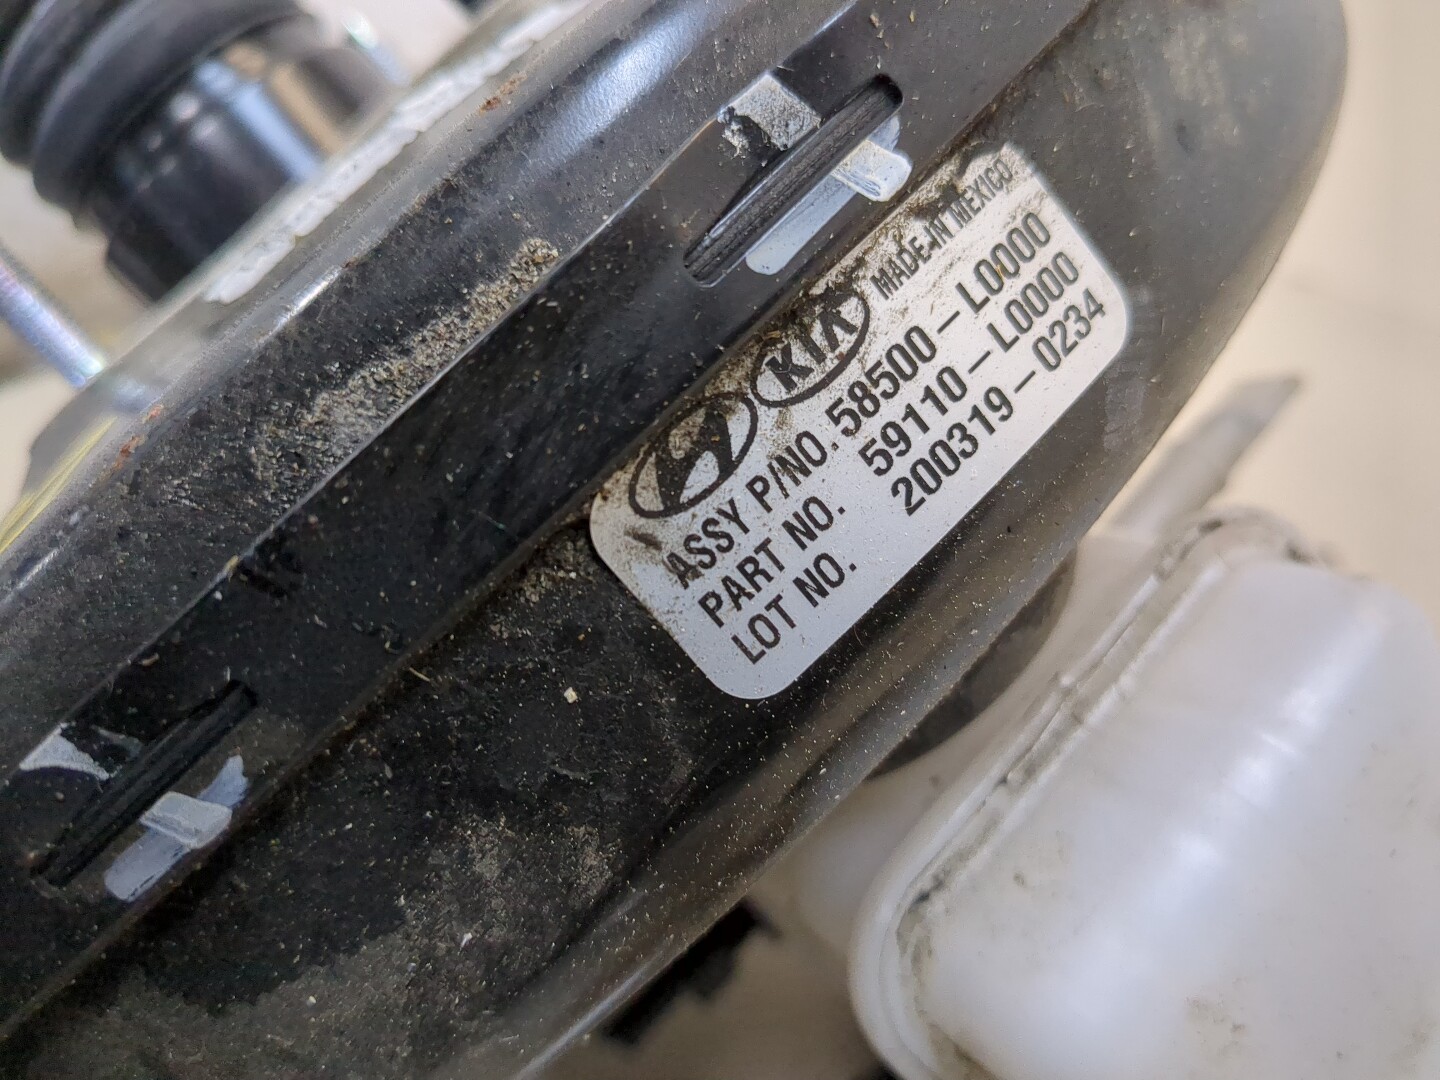 KIA MADE IN MEXICO
ASSY P/NO. 58500-L0000
PART NO. 59110-L0000
LOT NO. 200319-0234